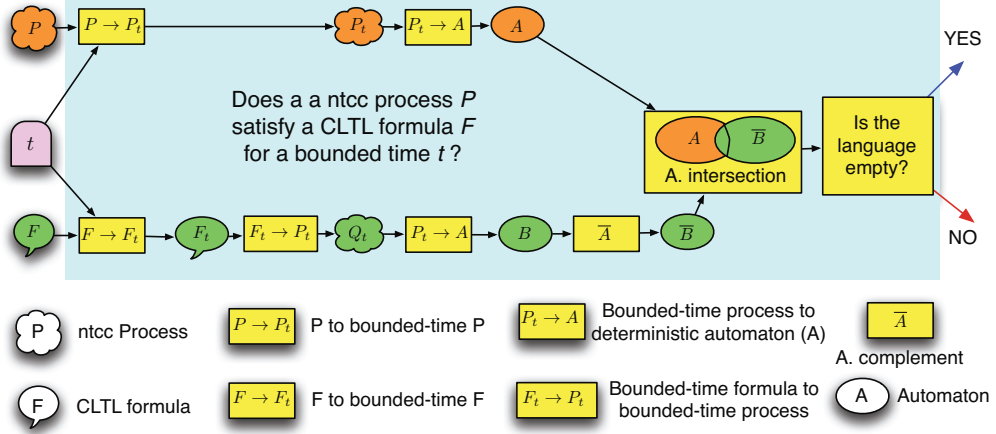 P
P → P_t
P_t
P_t → A
A
YES
Does a a ntcc process P
satisfy a CLTL formula F
for a bounded time t ?
t
A
B̅
A. intersection
Is the
language
empty?
F
F → F_t
F_t
F_t → P_t
Q_t
P_t → A
B
A̅
B̅
NO
P
ntcc Process
P → P_t
P to bounded-time P
P_t → A
Bounded-time process to
deterministic automaton (A)
A̅
A. complement
F
CLTL formula
F → F_t
F to bounded-time F
F_t → P_t
Bounded-time formula to
bounded-time process
A
Automaton